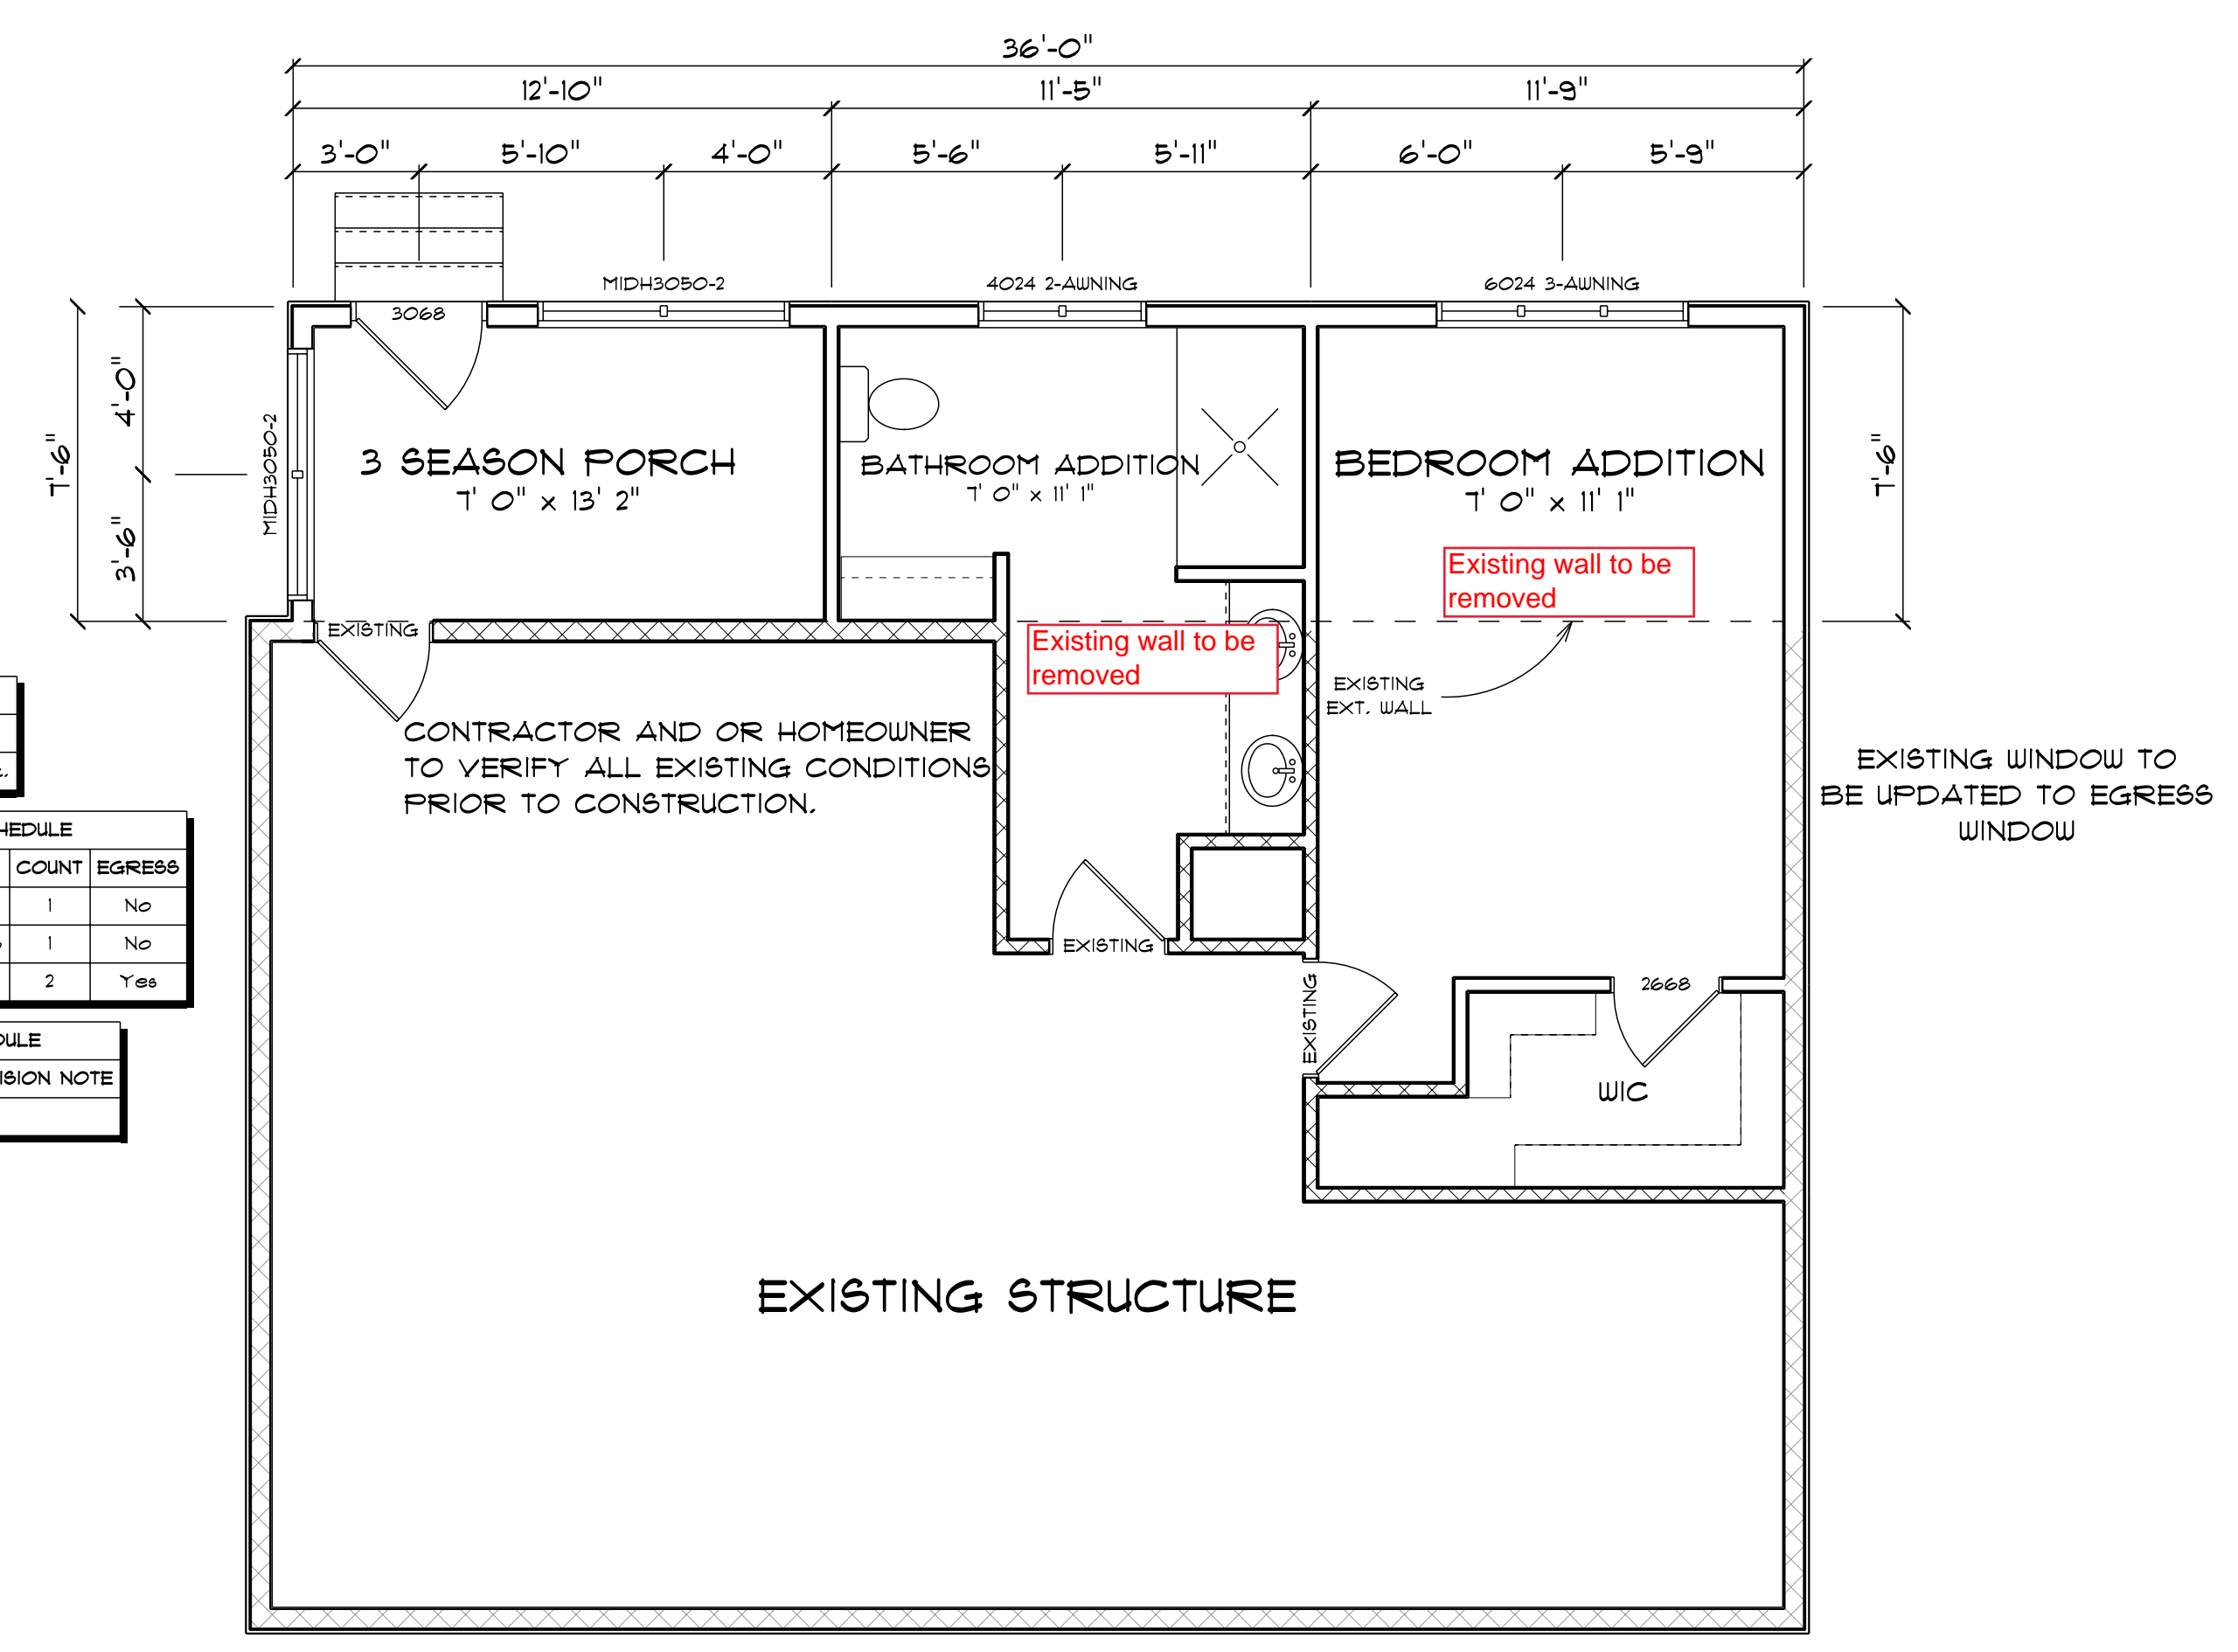 36'-0"
12'-10" 11'-5" 11'-9"
3'-0" 5'-10" 4'-0" 5'-6" 5'-11" 6'-0" 5'-9"
MIDH3050-2 4024 2-AWNING 6024 3-AWNING
3068
7'-6"
4'-0"
3'-6"
MIDH3050-2
7'-6"
3 SEASON PORCH
7' 0" x 13' 2"
BATHROOM ADDITION
7' 0" x 11' 1"
BEDROOM ADDITION
7' 0" x 11' 1"
Existing wall to be
removed
EXISTING
Existing wall to be
removed
EXISTING
EXT. WALL
CONTRACTOR AND OR HOMEOWNER
TO VERIFY ALL EXISTING CONDITIONS
PRIOR TO CONSTRUCTION.
EXISTING WINDOW TO
BE UPDATED TO EGRESS
WINDOW
HEDULE
COUNT EGRESS
1 No
1 No
2 Yes
DULE
ISION NOTE
EXISTING
EXISTING
2668
WIC
EXISTING STRUCTURE